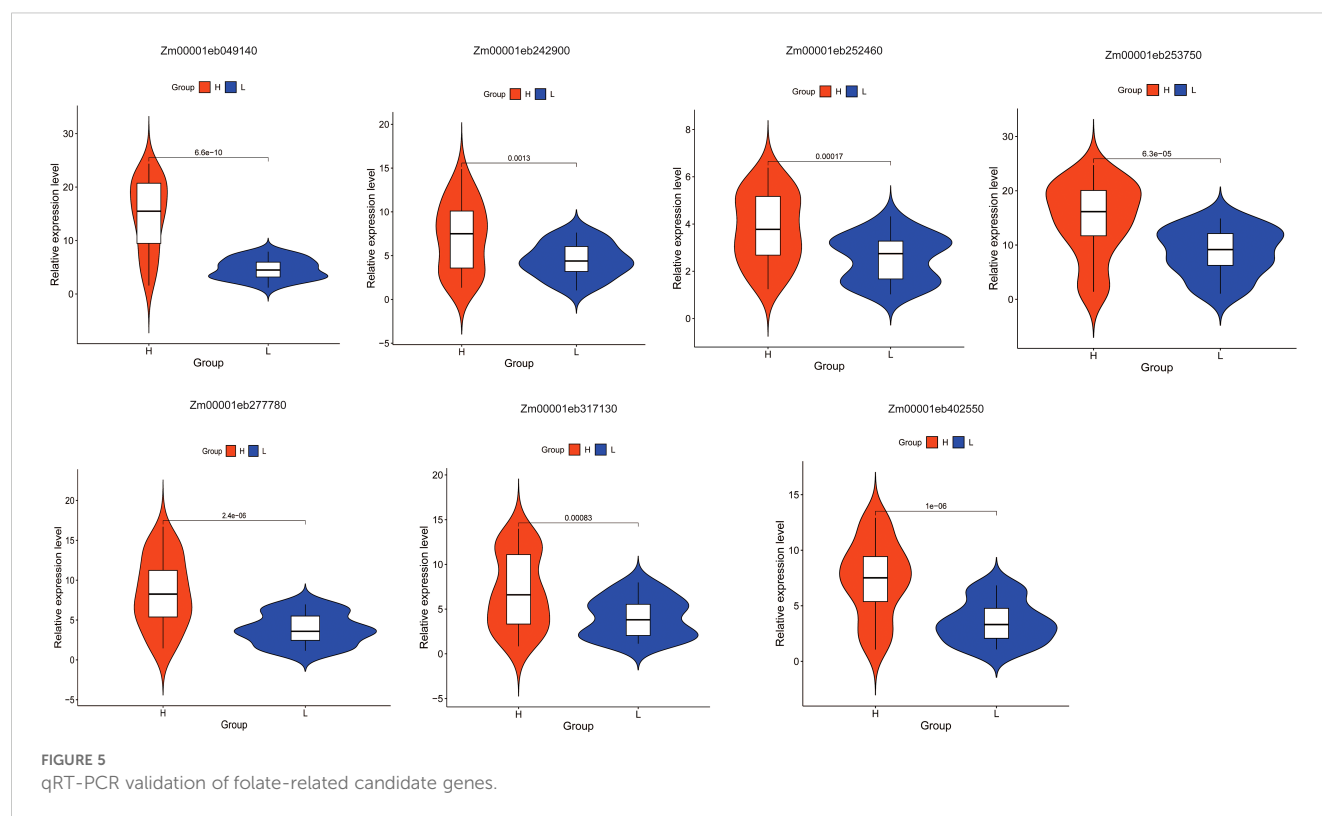 Zm00001eb049140
Group H L
Relative expression level
30
20
10
0
6.6e−10
H L
Group
Zm00001eb242900
Group H L
Relative expression level
20
15
10
5
0
−5
0.0013
H L
Group
Zm00001eb252460
Group H L
Relative expression level
8
6
4
2
0
0.00017
H L
Group
Zm00001eb253750
Group H L
Relative expression level
30
20
10
0
6.3e−05
H L
Group
Zm00001eb277780
Group H L
Relative expression level
20
15
10
5
0
−5
2.4e−06
H L
Group
Zm00001eb317130
Group H L
Relative expression level
20
15
10
5
0
−5
0.00083
H L
Group
Zm00001eb402550
Group H L
Relative expression level
15
10
5
0
1e−06
H L
Group
FIGURE 5
qRT-PCR validation of folate-related candidate genes.